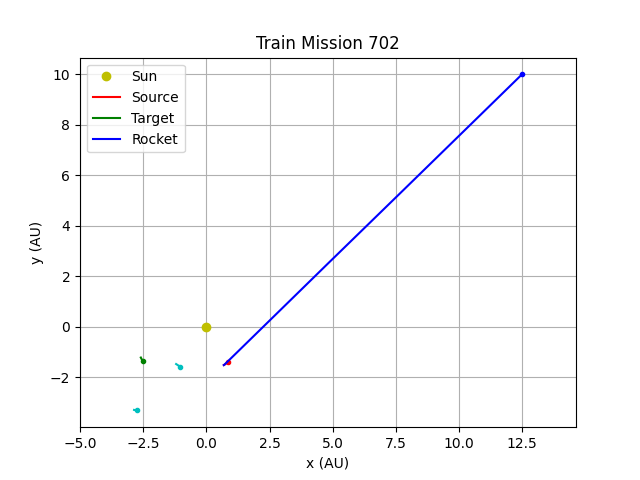 Train Mission 702
Sun
Source
Target
Rocket
10
8
6
4
2
0
−2
y (AU)
−5.0
−2.5
0.0
2.5
5.0
7.5
10.0
12.5
x (AU)